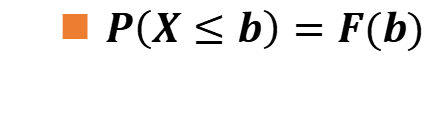 P(X ≤ b) = F(b)